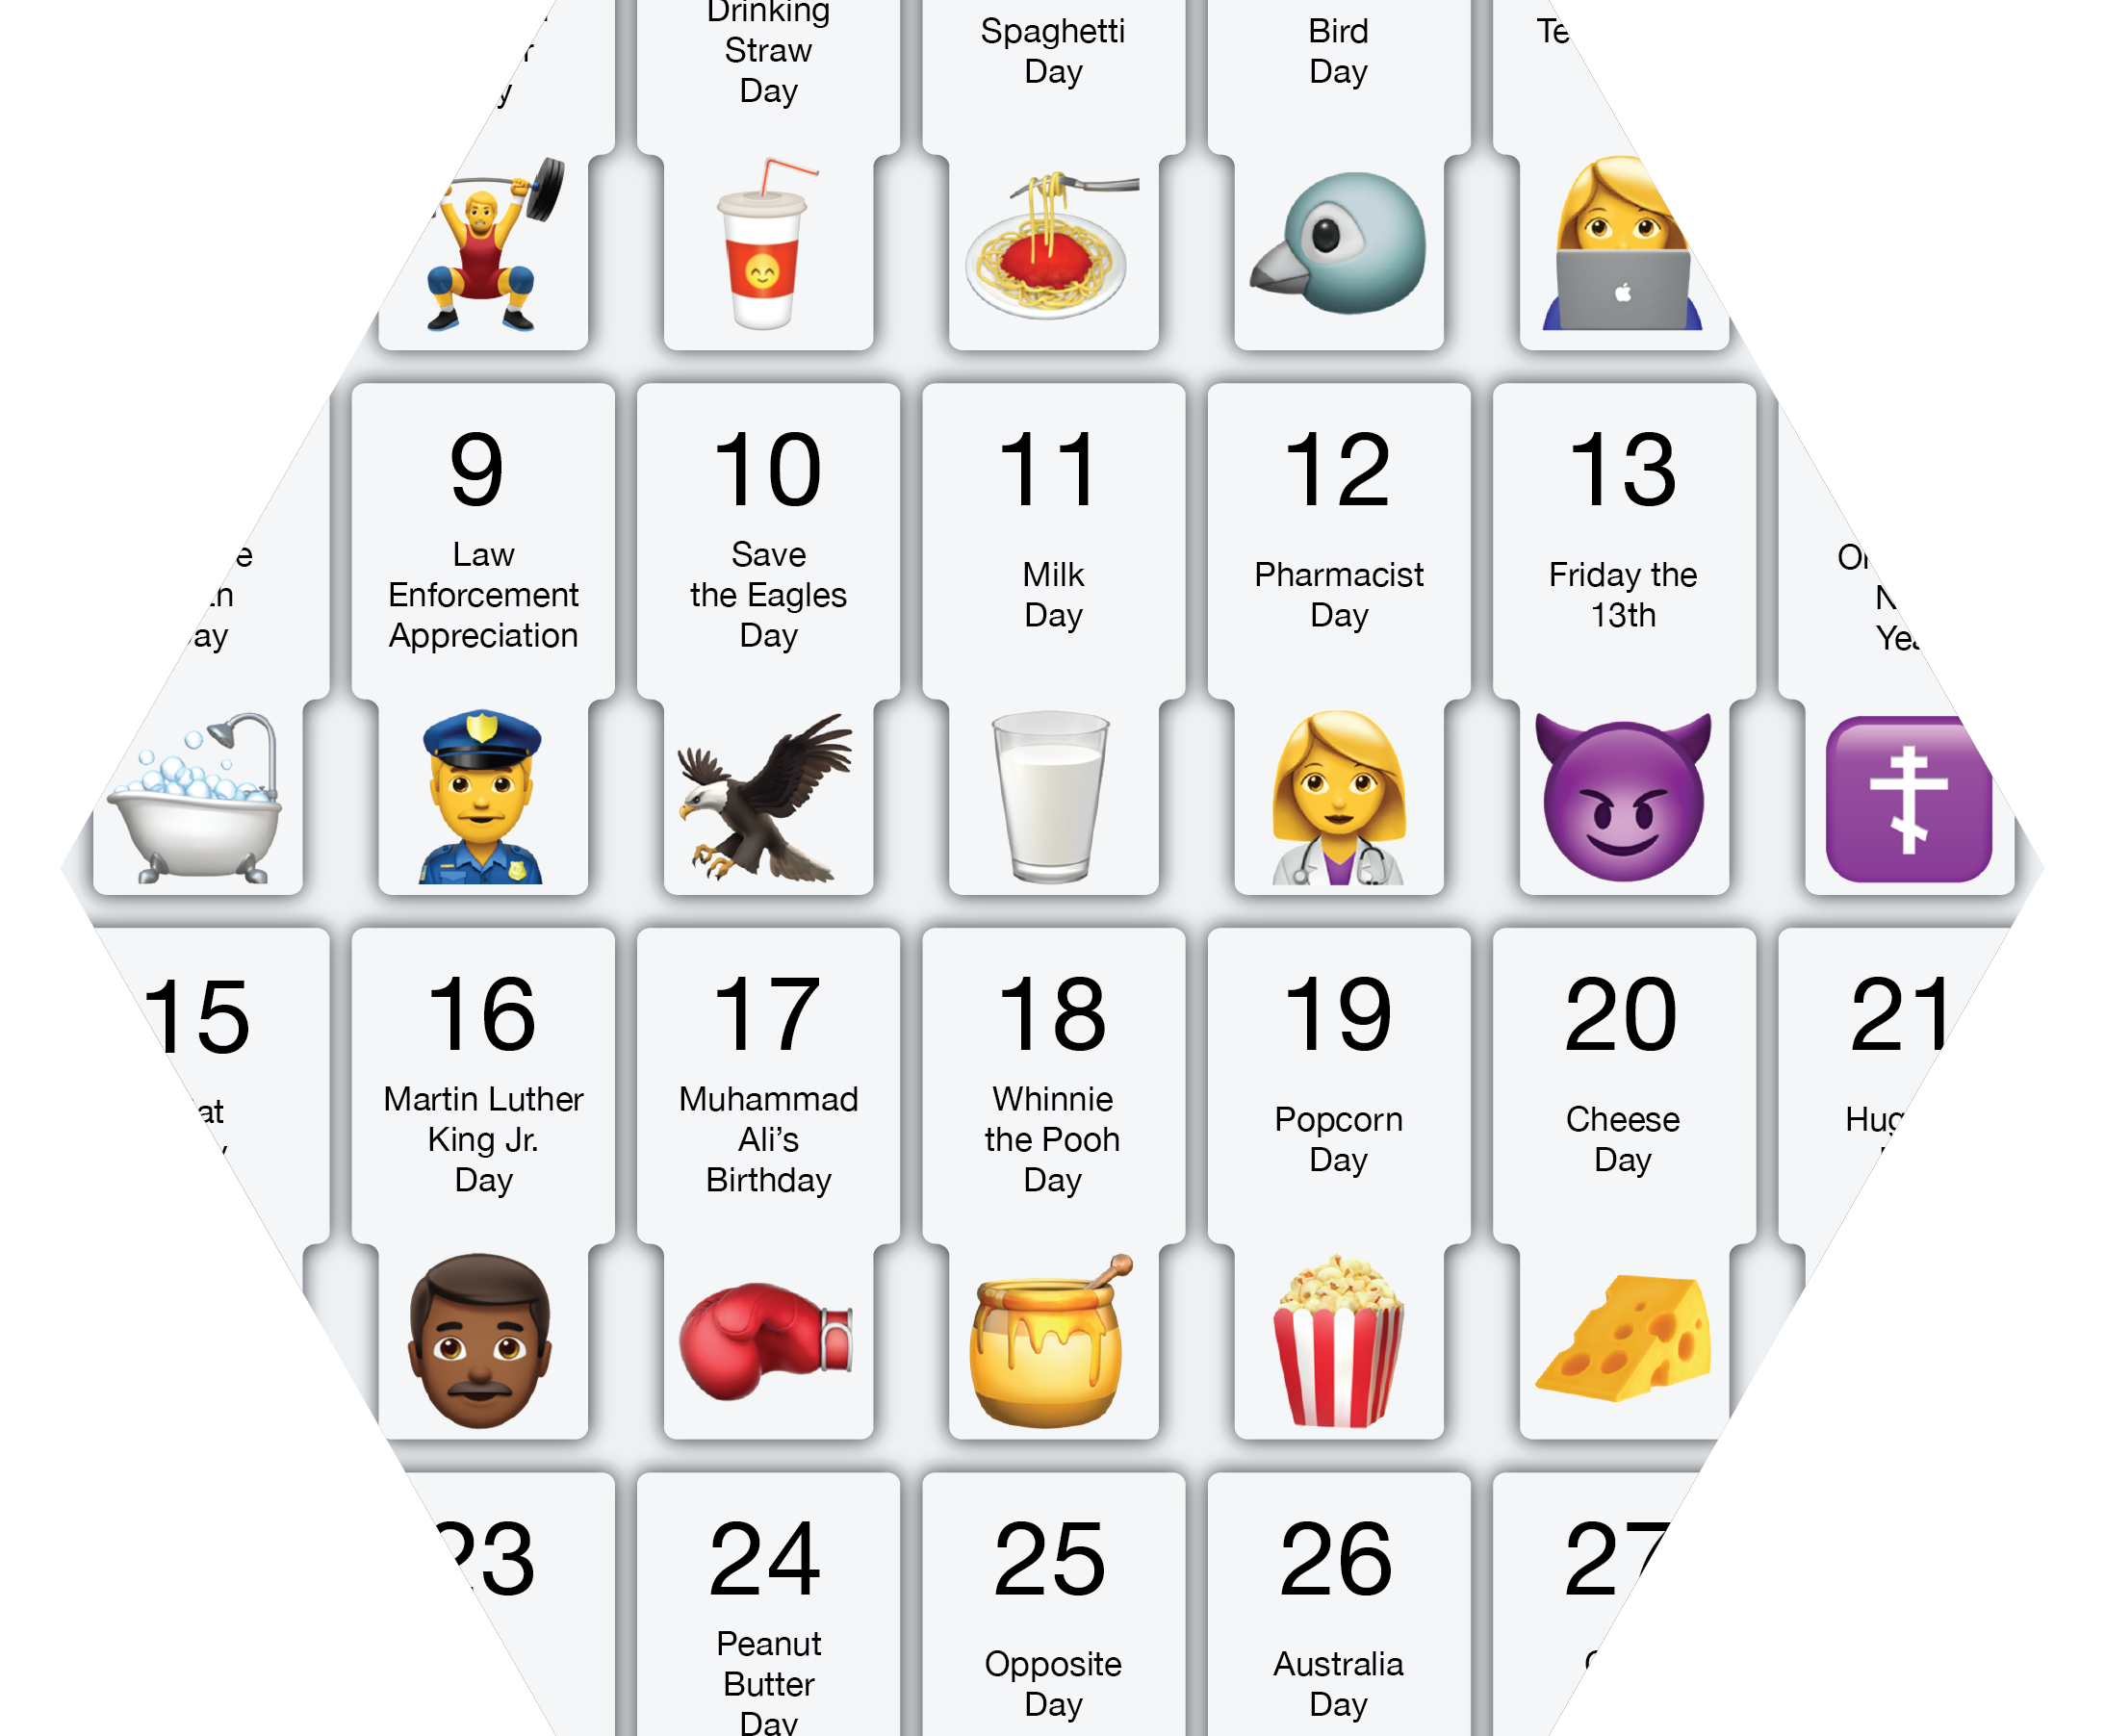 Drinking
Straw
Day
Spaghetti
Day
Bird
Day
9
Law
Enforcement
Appreciation
10
Save
the Eagles
Day
11
Milk
Day
12
Pharmacist
Day
13
Friday the
13th
15
16
Martin Luther
King Jr.
Day
17
Muhammad
Ali's
Birthday
18
Whinnie
the Pooh
Day
19
Popcorn
Day
20
Cheese
Day
21
Hug
23
24
Peanut
Butter
Day
25
Opposite
Day
26
Australia
Day
27